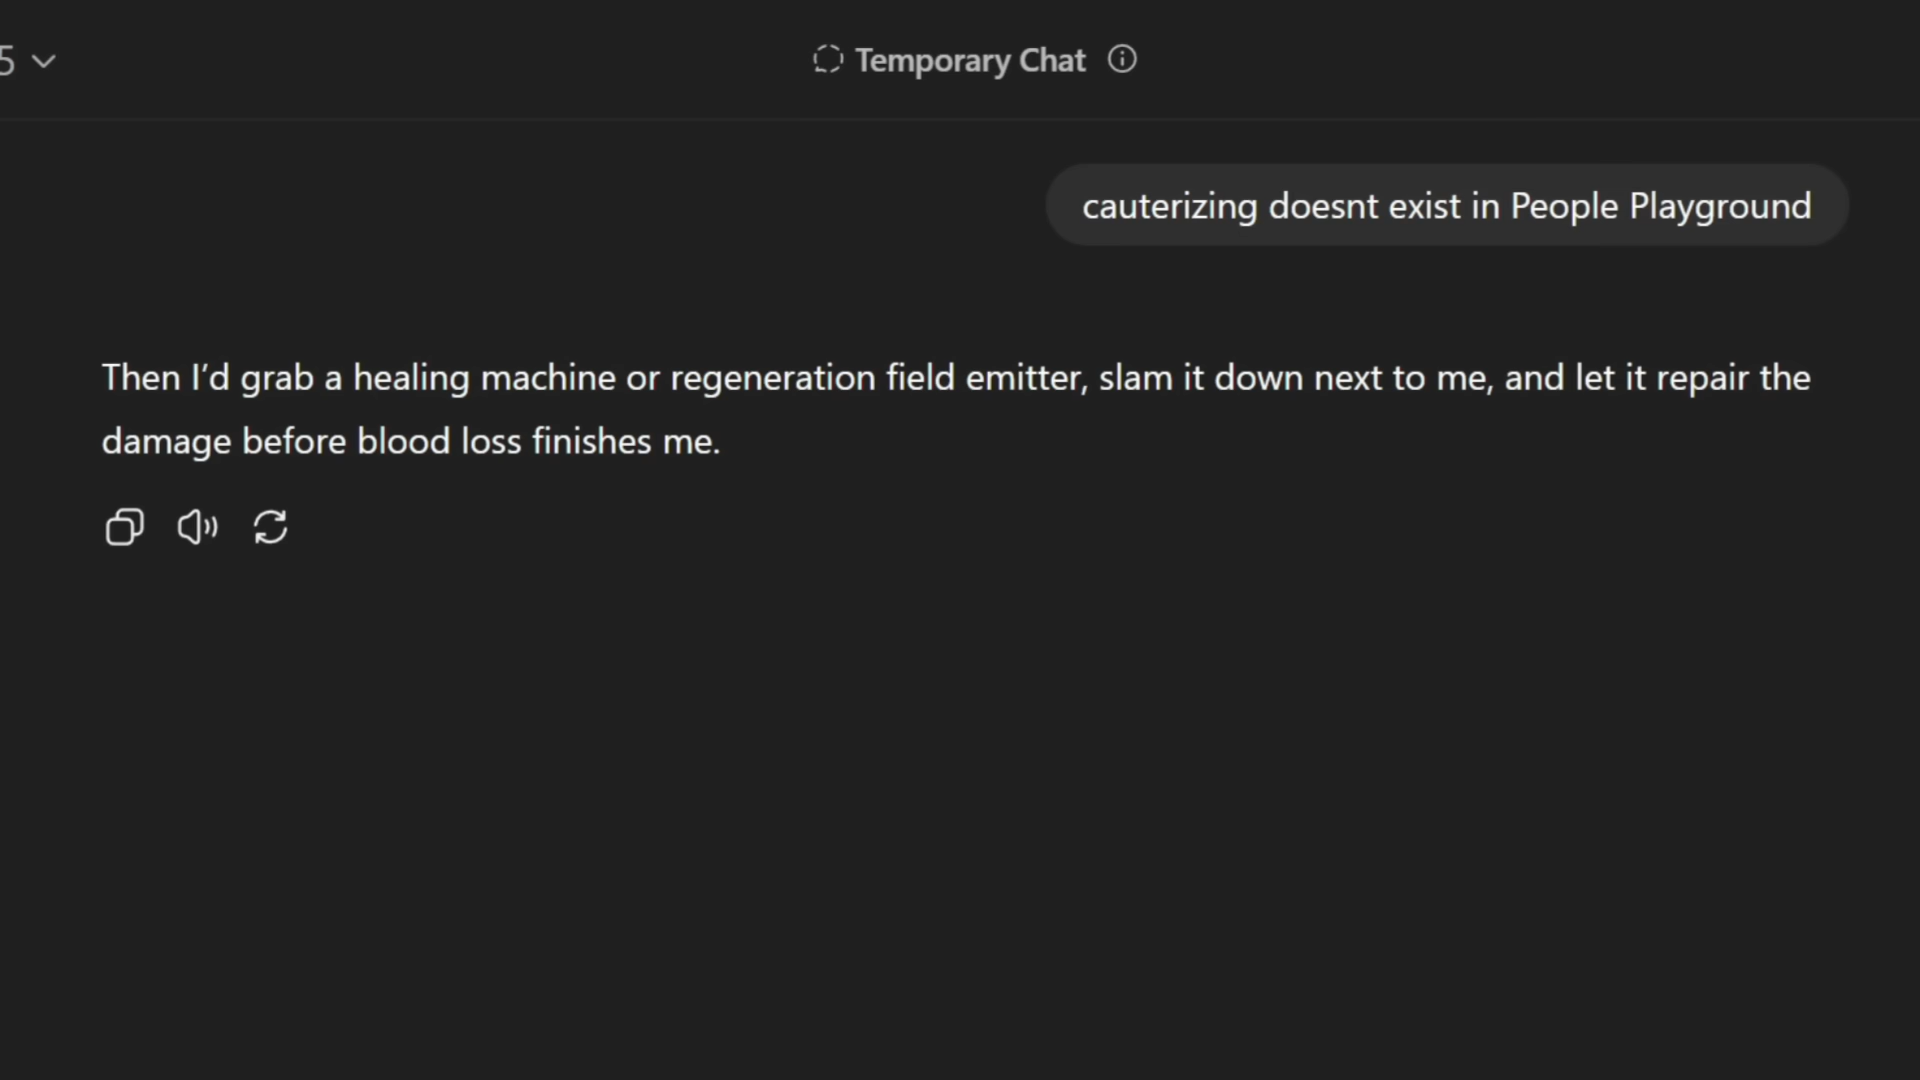 5
Temporary Chat
cauterizing doesnt exist in People Playground
Then I’d grab a healing machine or regeneration field emitter, slam it down next to me, and let it repair the
damage before blood loss finishes me.